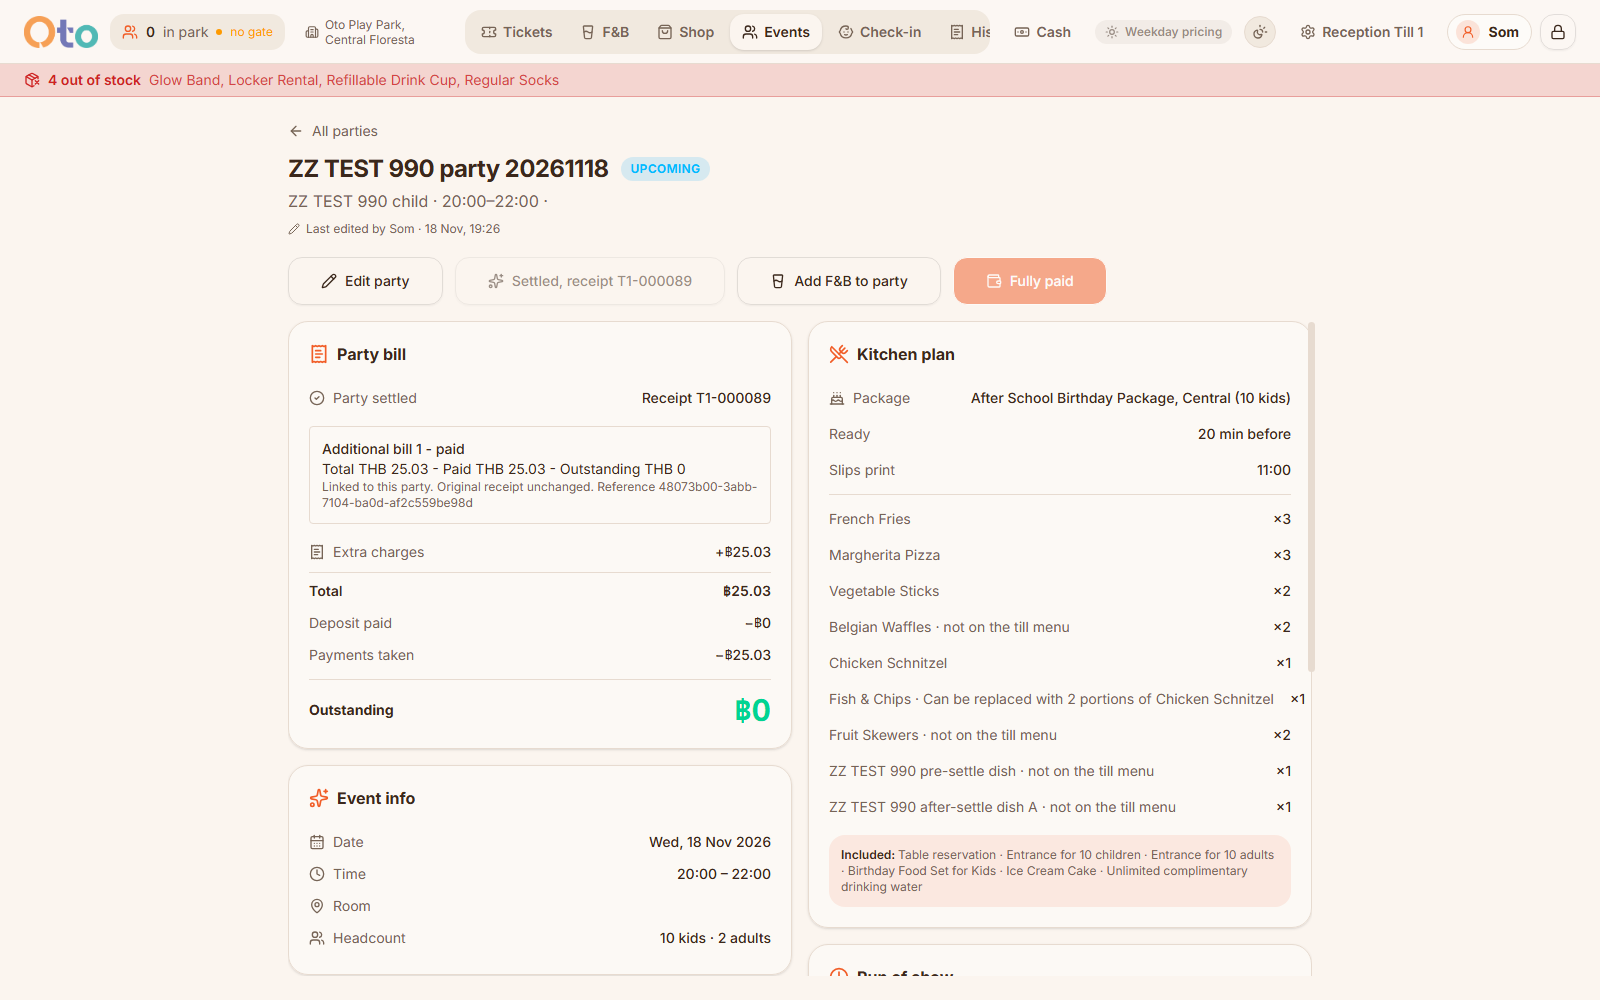 Oto
0 in park • no gate
Oto Play Park,
Central Floresta
Tickets
F&B
Shop
Events
Check-in
His
Cash
Weekday pricing
Reception Till 1
Som
4 out of stock Glow Band, Locker Rental, Refillable Drink Cup, Regular Socks
All parties
ZZ TEST 990 party 20261118 UPCOMING
ZZ TEST 990 child · 20:00–22:00 ·
Last edited by Som · 18 Nov, 19:26
Edit party
Settled, receipt T1-000089
Add F&B to party
Fully paid
Party bill
Party settled Receipt T1-000089
Additional bill 1 - paid
Total THB 25.03 - Paid THB 25.03 - Outstanding THB 0
Linked to this party. Original receipt unchanged. Reference 48073b00-3abb-
7104-ba0d-af2c559be98d
Extra charges +฿25.03
Total ฿25.03
Deposit paid –฿0
Payments taken –฿25.03
Outstanding ฿0
Event info
Date Wed, 18 Nov 2026
Time 20:00 – 22:00
Room
Headcount 10 kids · 2 adults
Kitchen plan
Package After School Birthday Package, Central (10 kids)
Ready 20 min before
Slips print 11:00
French Fries ×3
Margherita Pizza ×3
Vegetable Sticks ×2
Belgian Waffles · not on the till menu ×2
Chicken Schnitzel ×1
Fish & Chips · Can be replaced with 2 portions of Chicken Schnitzel ×1
Fruit Skewers · not on the till menu ×2
ZZ TEST 990 pre-settle dish · not on the till menu ×1
ZZ TEST 990 after-settle dish A · not on the till menu ×1
Included: Table reservation · Entrance for 10 children · Entrance for 10 adults
· Birthday Food Set for Kids · Ice Cream Cake · Unlimited complimentary
drinking water
Run of show